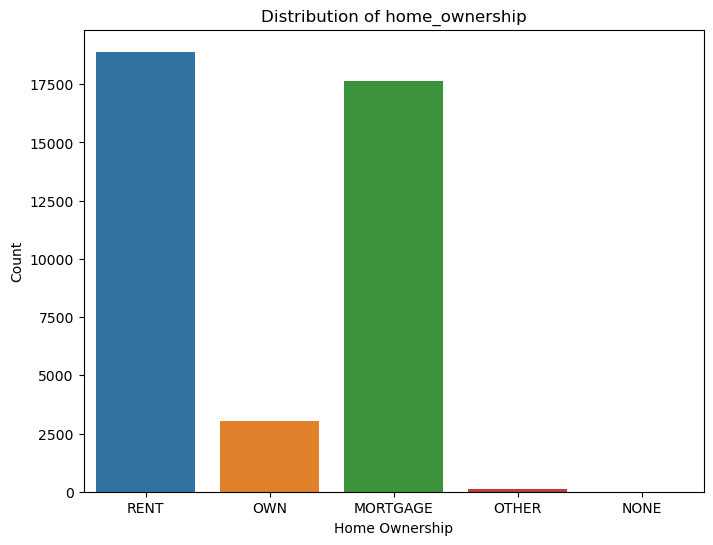 Distribution of home_ownership
17500
15000
12500
10000
7500
5000
2500
0
Count
RENT OWN MORTGAGE OTHER NONE
Home Ownership